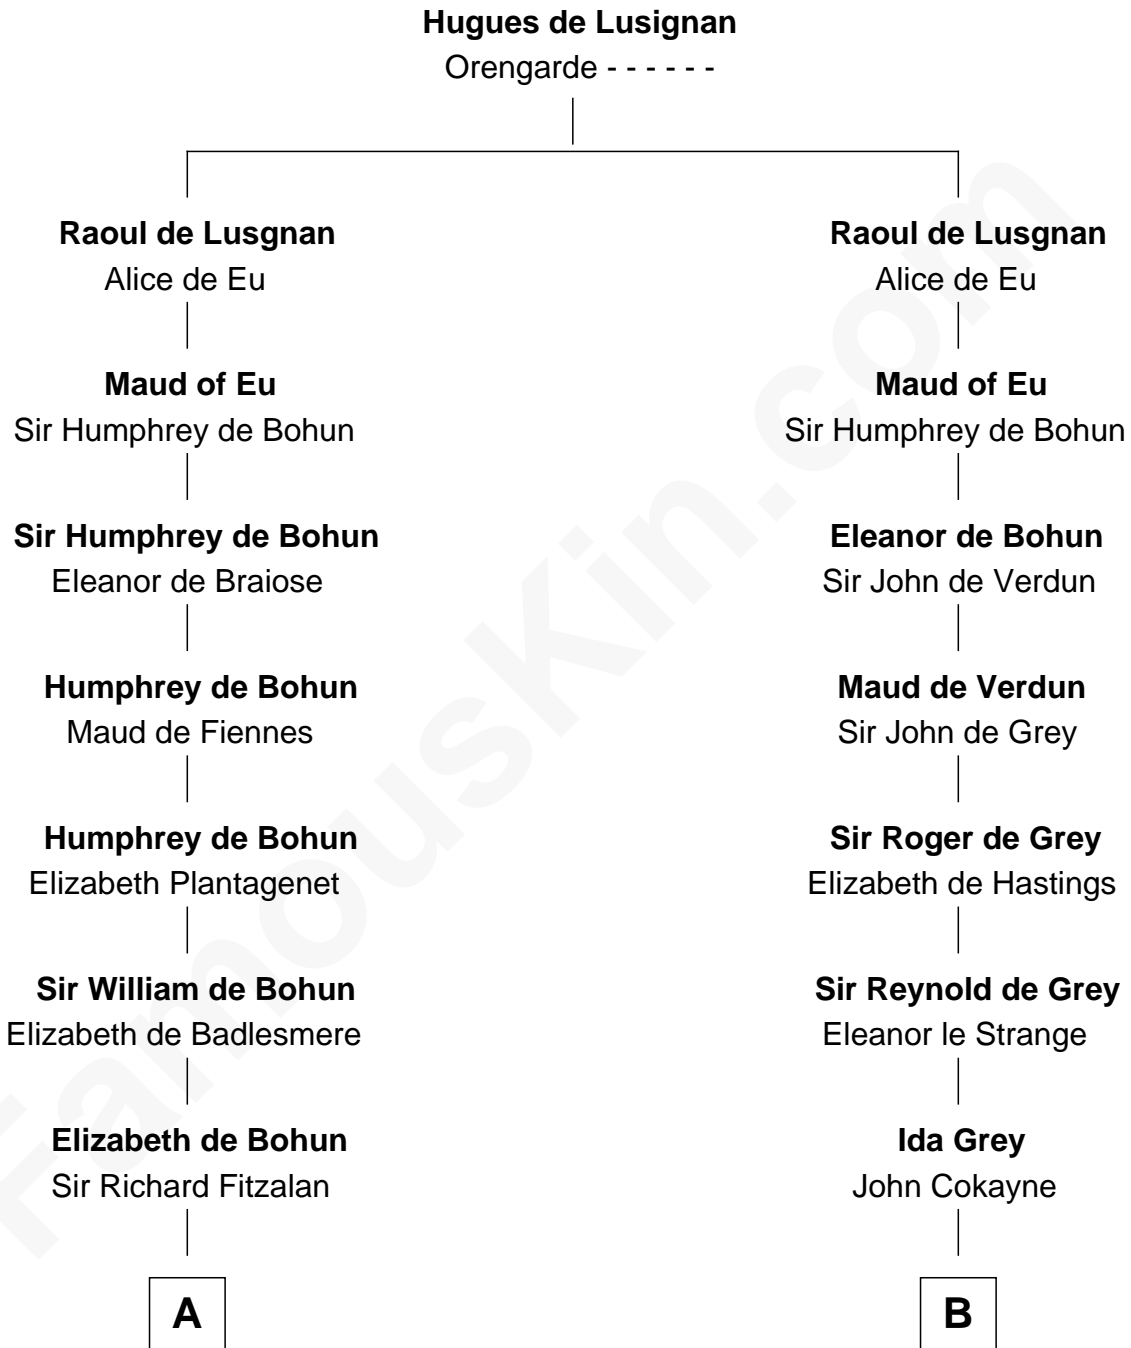 Hugues de Lusignan
Orengarde - - - - - -
Raoul de Lusgnan
Alice de Eu
Maud of Eu
Sir Humphrey de Bohun
Sir Humphrey de Bohun
Eleanor de Braiose
Humphrey de Bohun
Maud de Fiennes
Humphrey de Bohun
Elizabeth Plantagenet
Sir William de Bohun
Elizabeth de Badlesmere
Elizabeth de Bohun
Sir Richard Fitzalan
A
Raoul de Lusgnan
Alice de Eu
Maud of Eu
Sir Humphrey de Bohun
Eleanor de Bohun
Sir John de Verdun
Maud de Verdun
Sir John de Grey
Sir Roger de Grey
Elizabeth de Hastings
Sir Reynold de Grey
Eleanor le Strange
Ida Grey
John Cokayne
B
FamousKin.com